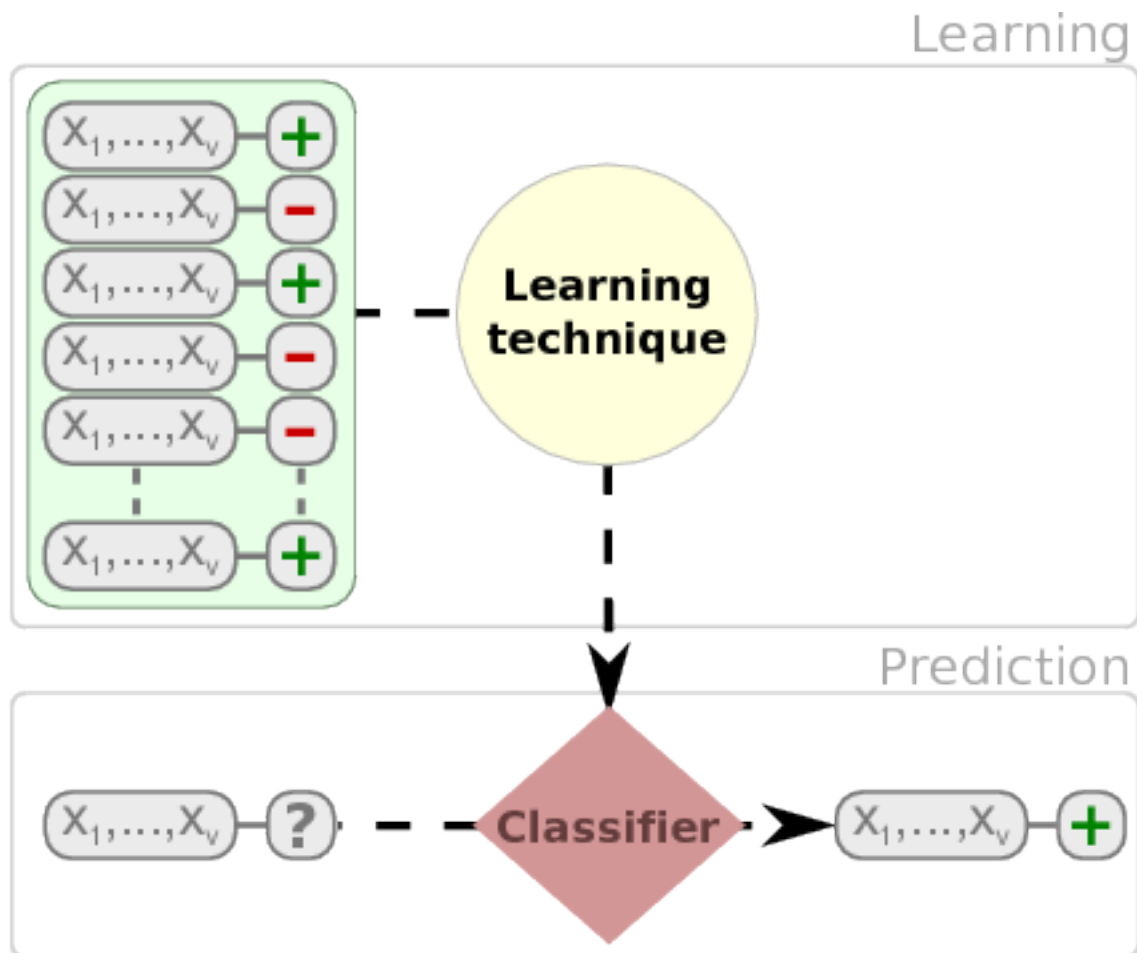 Learning
X₁,...,Xᵥ +
X₁,...,Xᵥ -
X₁,...,Xᵥ +
X₁,...,Xᵥ -
X₁,...,Xᵥ -
X₁,...,Xᵥ +
Learning
technique
Prediction
X₁,...,Xᵥ ?
Classifier
X₁,...,Xᵥ +